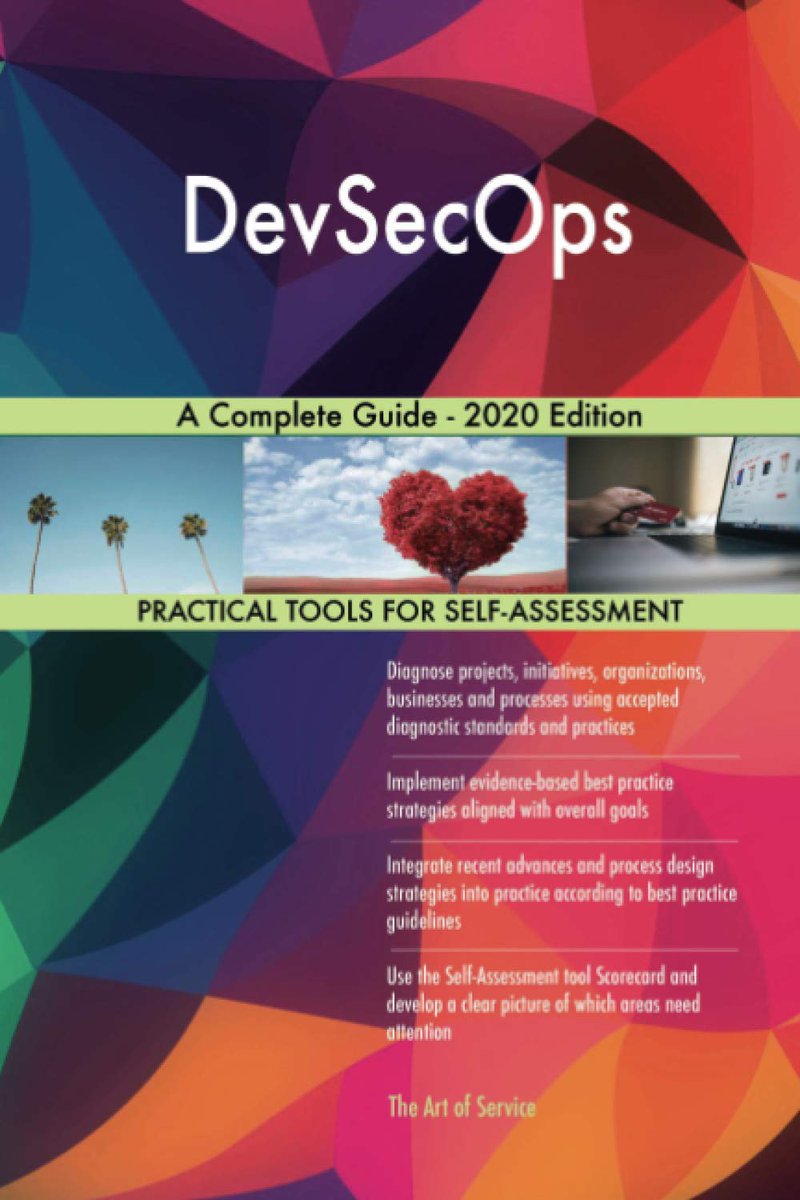 DevSecOps
A Complete Guide - 2020 Edition
PRACTICAL TOOLS FOR SELF-ASSESSMENT
Diagnose projects, initiatives, organizations,
businesses and processes using accepted
diagnostic standards and practices
Implement evidence-based best practice
strategies aligned with overall goals
Integrate recent advances and process design
strategies into practice according to best practice
guidelines
Use the Self-Assessment tool Scorecard and
develop a clear picture of which areas need
attention
The Art of Service